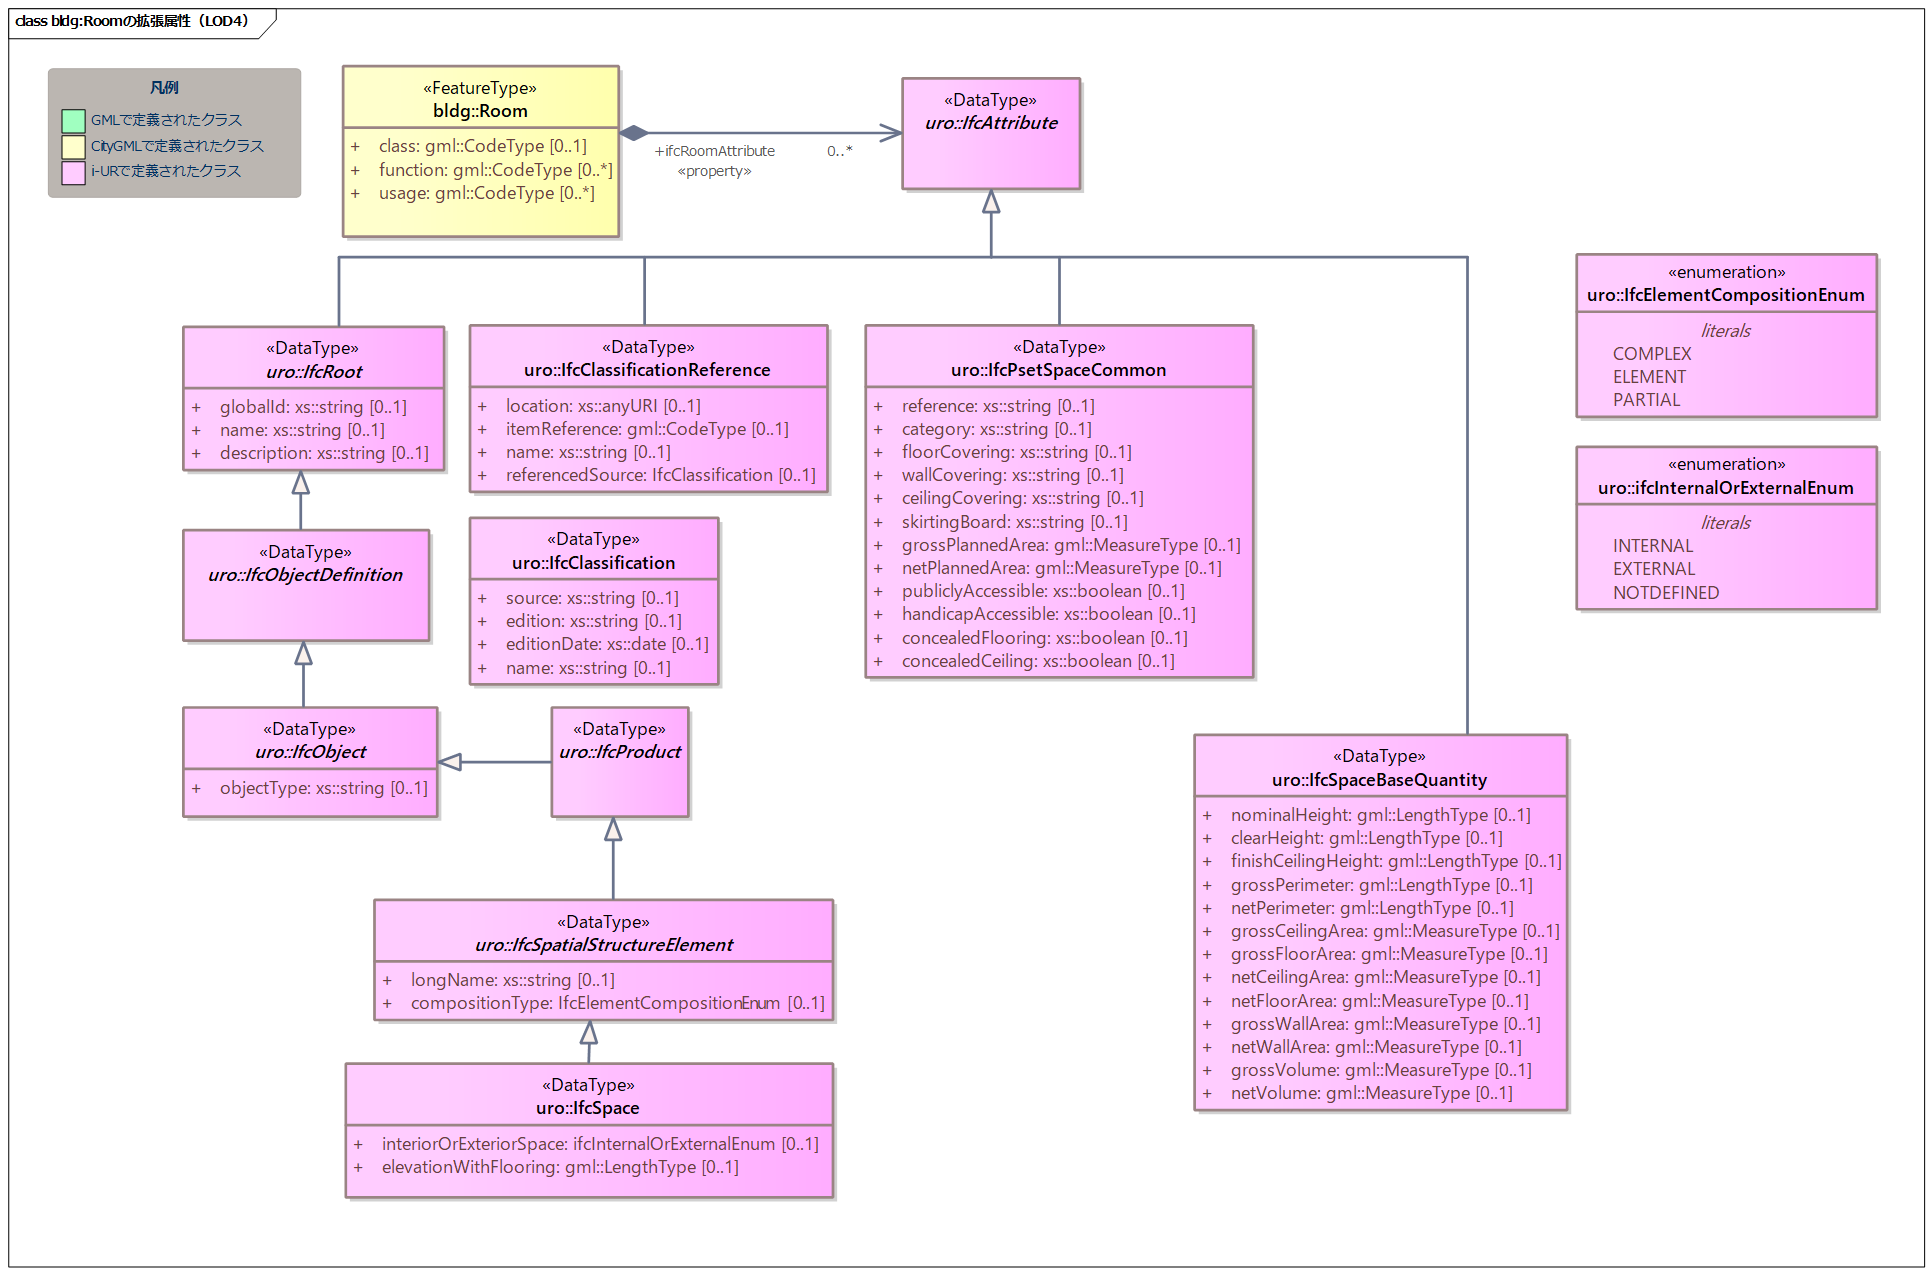 class bldg:Roomの拡張属性（LOD4）
凡例
GMLで定義されたクラス
CityGMLで定義されたクラス
i-URで定義されたクラス
«FeatureType»
bldg::Room
+ class: gml::CodeType [0..1]
+ function: gml::CodeType [0..*]
+ usage: gml::CodeType [0..*]
+ifcRoomAttribute 0..*
«property»
«DataType»
uro::IfcAttribute
«DataType»
uro::IfcRoot
+ globalId: xs::string [0..1]
+ name: xs::string [0..1]
+ description: xs::string [0..1]
«DataType»
uro::IfcClassificationReference
+ location: xs::anyURI [0..1]
+ itemReference: gml::CodeType [0..1]
+ name: xs::string [0..1]
+ referencedSource: IfcClassification [0..1]
«DataType»
uro::IfcPsetSpaceCommon
+ reference: xs::string [0..1]
+ category: xs::string [0..1]
+ floorCovering: xs::string [0..1]
+ wallCovering: xs::string [0..1]
+ ceilingCovering: xs::string [0..1]
+ skirtingBoard: xs::string [0..1]
+ grossPlannedArea: gml::MeasureType [0..1]
+ netPlannedArea: gml::MeasureType [0..1]
+ publiclyAccessible: xs::boolean [0..1]
+ handicapAccessible: xs::boolean [0..1]
+ concealedFlooring: xs::boolean [0..1]
+ concealedCeiling: xs::boolean [0..1]
«enumeration»
uro::IfcElementCompositionEnum
literals
COMPLEX
ELEMENT
PARTIAL
«enumeration»
uro::ifcInternalOrExternalEnum
literals
INTERNAL
EXTERNAL
NOTDEFINED
«DataType»
uro::IfcObjectDefinition
«DataType»
uro::IfcClassification
+ source: xs::string [0..1]
+ edition: xs::string [0..1]
+ editionDate: xs::date [0..1]
+ name: xs::string [0..1]
«DataType»
uro::IfcObject
+ objectType: xs::string [0..1]
«DataType»
uro::IfcProduct
«DataType»
uro::IfcSpaceBaseQuantity
+ nominalHeight: gml::LengthType [0..1]
+ clearHeight: gml::LengthType [0..1]
+ finishCeilingHeight: gml::LengthType [0..1]
+ grossPerimeter: gml::LengthType [0..1]
+ netPerimeter: gml::LengthType [0..1]
+ grossCeilingArea: gml::MeasureType [0..1]
+ grossFloorArea: gml::MeasureType [0..1]
+ netCeilingArea: gml::MeasureType [0..1]
+ netFloorArea: gml::MeasureType [0..1]
+ grossWallArea: gml::MeasureType [0..1]
+ netWallArea: gml::MeasureType [0..1]
+ grossVolume: gml::MeasureType [0..1]
+ netVolume: gml::MeasureType [0..1]
«DataType»
uro::IfcSpatialStructureElement
+ longName: xs::string [0..1]
+ compositionType: IfcElementCompositionEnum [0..1]
«DataType»
uro::IfcSpace
+ interiorOrExteriorSpace: ifcInternalOrExternalEnum [0..1]
+ elevationWithFlooring: gml::LengthType [0..1]